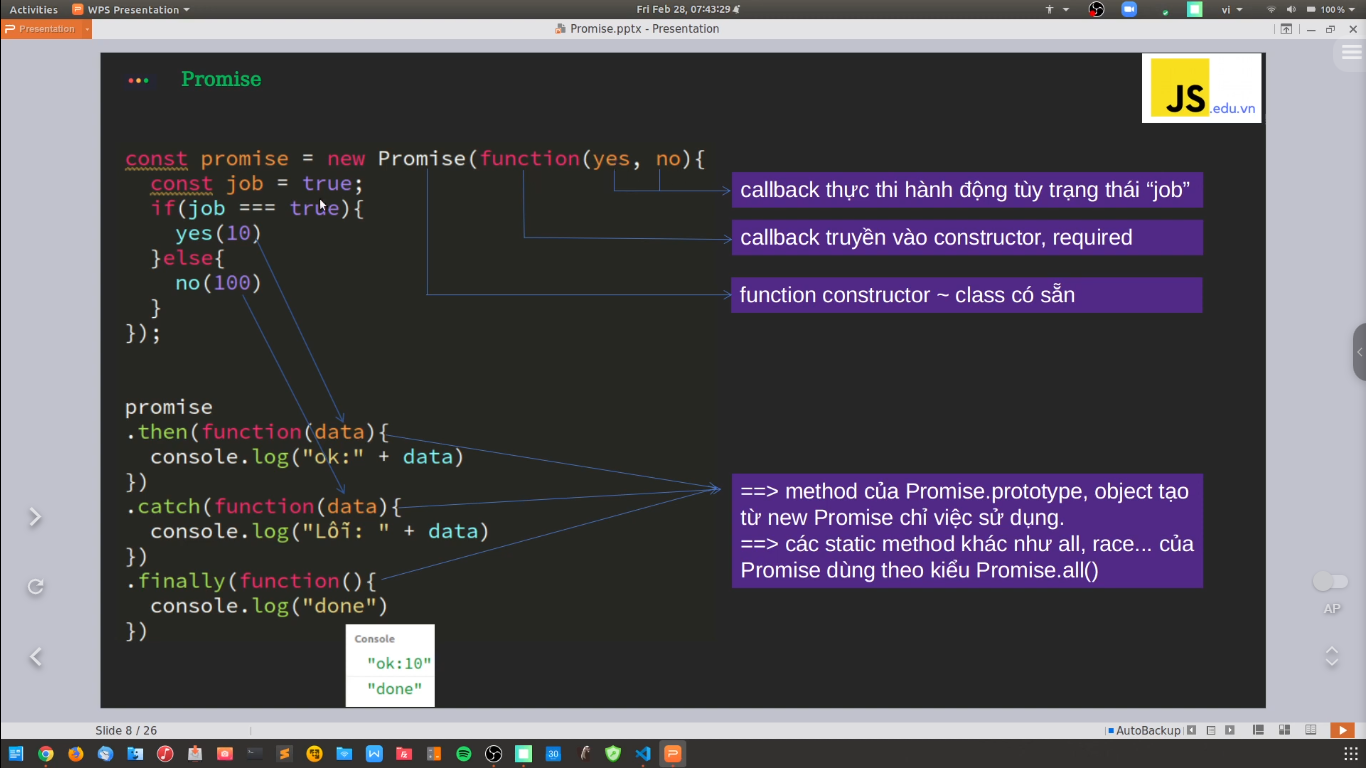 Activities WPS Presentation Fri Feb 28, 07:43:29 vi 100 %
Presentation Promise.pptx - Presentation
Promise
JS.edu.vn
const promise = new Promise(function(yes, no){
const job = true;
if(job === true){
yes(10)
}else{
no(100)
}
});
callback thực thi hành động tùy trạng thái “job”
callback truyền vào constructor, required
function constructor ~ class có sẵn
promise
.then(function(data){
console.log("ok:" + data)
})
.catch(function(data){
console.log("Lỗi: " + data)
})
.finally(function(){
console.log("done")
})
==> method của Promise.prototype, object tạo
từ new Promise chỉ việc sử dụng.
==> các static method khác như all, race... của
Promise dùng theo kiểu Promise.all()
AP
Console
"ok:10"
"done"
Slide 8 / 26 AutoBackup
30